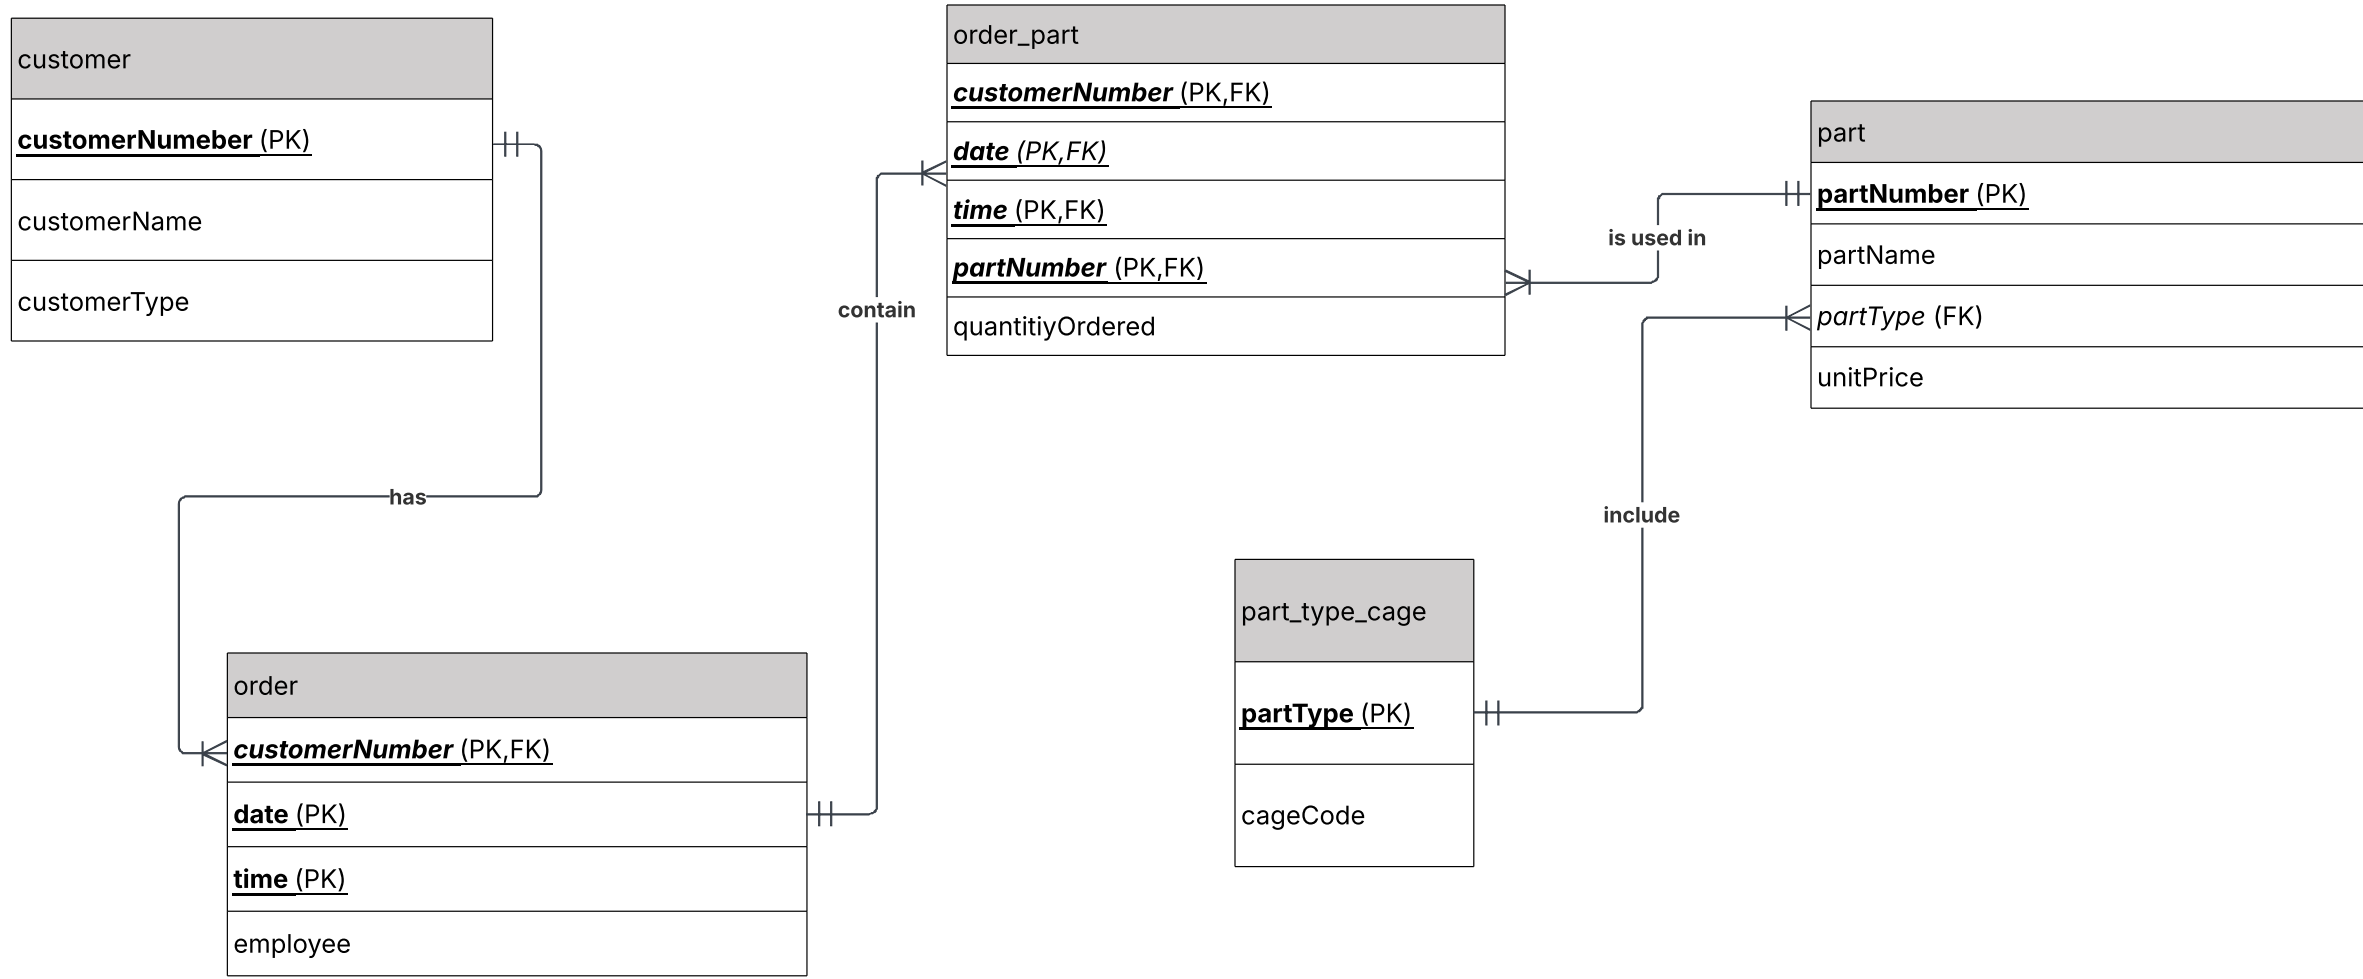 customer
customerNumeber (PK)
customerName
customerType
has
order
customerNumber (PK,FK)
date (PK)
time (PK)
employee
contain
order_part
customerNumber (PK,FK)
date (PK,FK)
time (PK,FK)
partNumber (PK,FK)
quantitiyOrdered
is used in
part
partNumber (PK)
partName
partType (FK)
unitPrice
include
part_type_cage
partType (PK)
cageCode